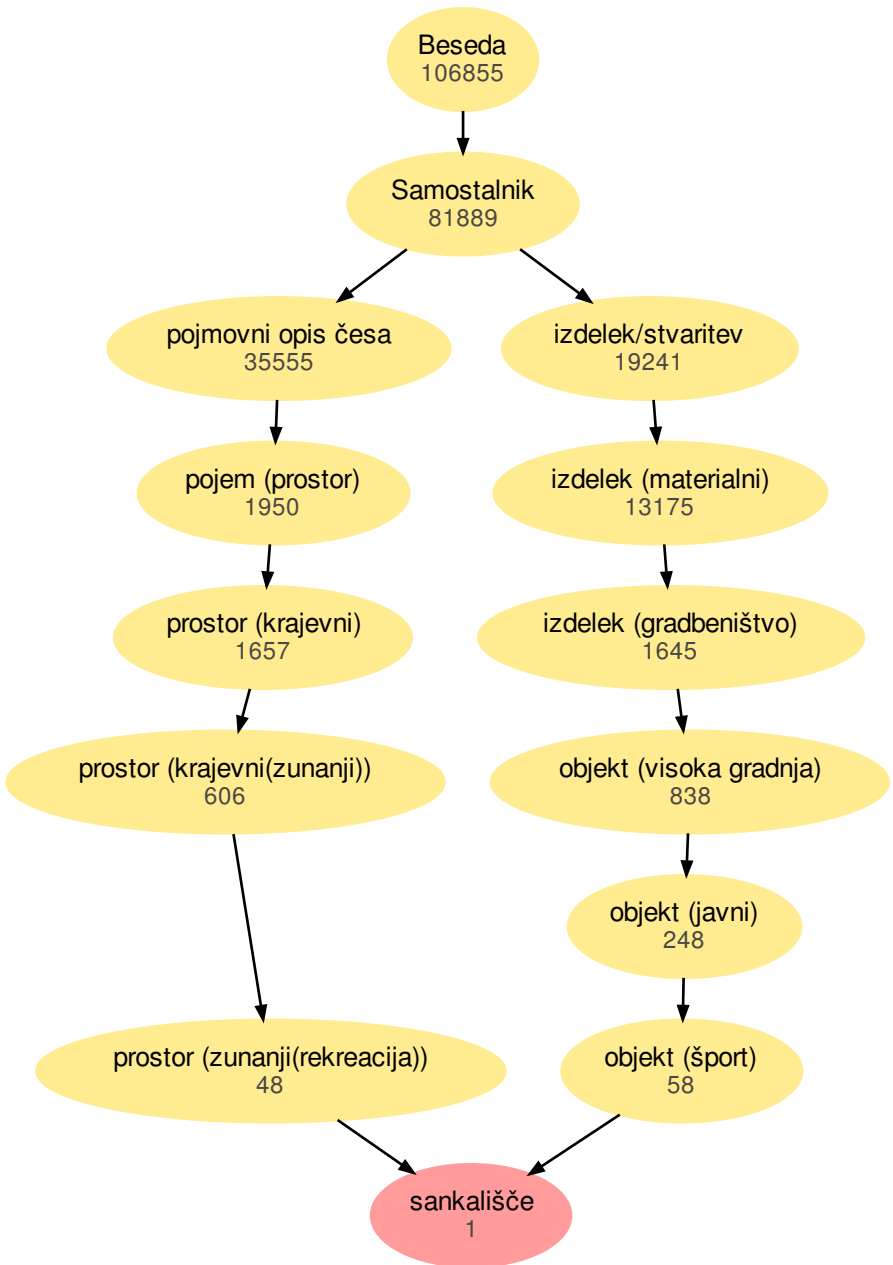 Beseda
106855
Samostalnik
81889
pojmovni opis česa
35555
izdelek/stvaritev
19241
pojem (prostor)
1950
izdelek (materialni)
13175
prostor (krajevni)
1657
izdelek (gradbeništvo)
1645
prostor (krajevni(zunanji))
606
objekt (visoka gradnja)
838
objekt (javni)
248
prostor (zunanji(rekreacija))
48
objekt (šport)
58
sankališče
1